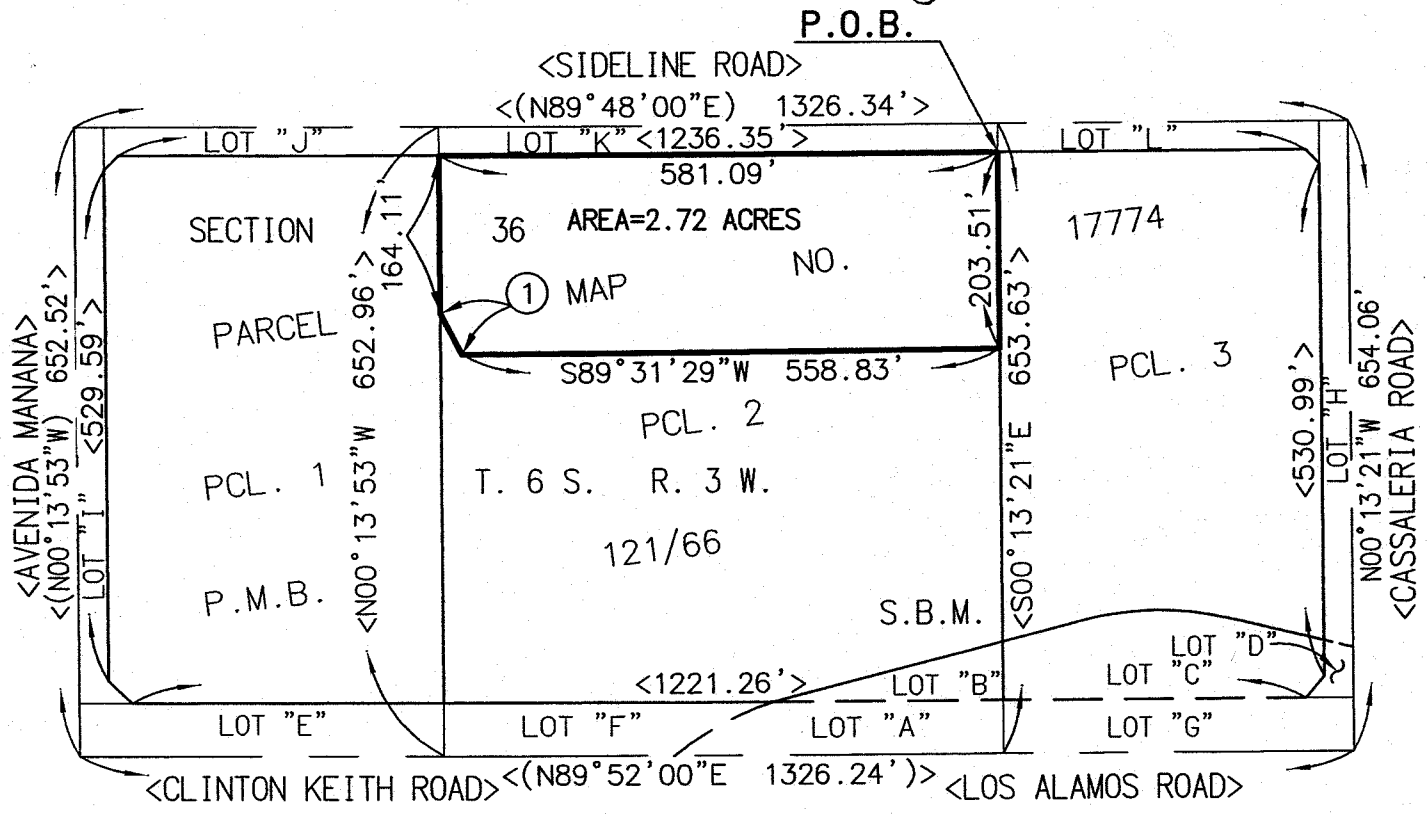 P.O.B.
<SIDELINE ROAD>
<(N89°48'00"E) 1326.34'>
LOT "J"
LOT "K" <1236.35'>
LOT "L"
581.09'
SECTION
36
AREA=2.72 ACRES
NO.
17774
164.11'
203.51'
1
MAP
PARCEL
S89°31'29"W 558.83'
PCL. 3
PCL. 2
PCL. 1
T. 6 S. R. 3 W.
121/66
P.M.B.
S.B.M.
<AVENIDA MANANA>
<(N00°13'53"W) 652.52'>
<529.59'>
LOT "I"
<N00°13'53"W 652.96'>
<S00°13'21"E 653.63'>
<530.99'>
LOT "H"
N00°13'21"W 654.06'
<CASSALERIA ROAD>
LOT "D"
LOT "C"
<1221.26'>
LOT "B"
LOT "E"
LOT "F"
LOT "A"
LOT "G"
<CLINTON KEITH ROAD>
<(N89°52'00"E 1326.24')>
<LOS ALAMOS ROAD>